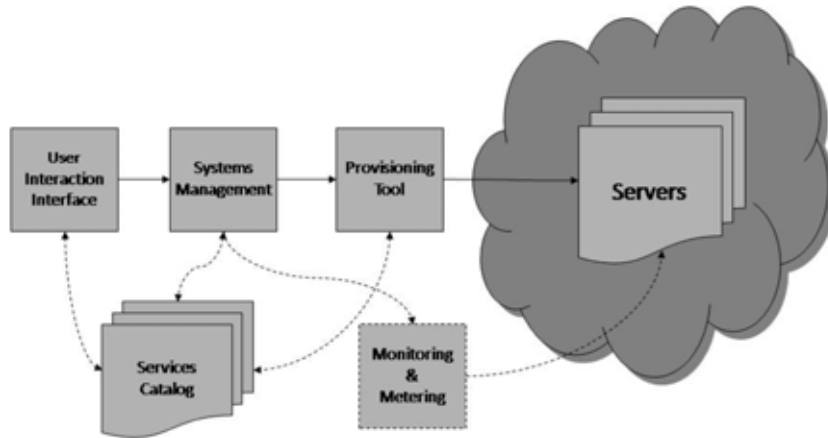 User
Interaction
Interface
Systems
Management
Provisioning
Tool
Servers
Services
Catalog
Monitoring
&
Metering